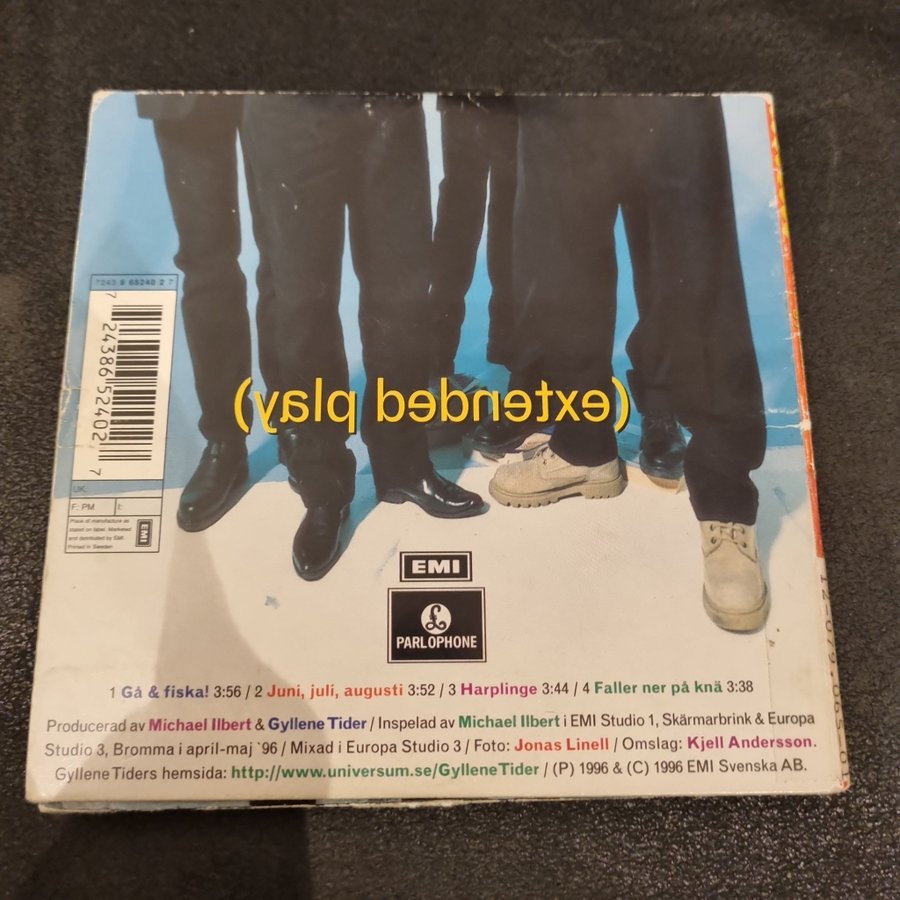 7243 8 65240 2 7
7 24386 52402 7
UK:
F: PM I:
Place of manufacture as
stated on label. Marketed
and distributed by EMI.
Printed in Sweden
EMI
(extended play)
EMI
£
PARLOPHONE
1 Gå & fiska! 3:56 / 2 Juni, juli, augusti 3:52 / 3 Harplinge 3:44 / 4 Faller ner på knä 3:38
Producerad av Michael Ilbert & Gyllene Tider / Inspelad av Michael Ilbert i EMI Studio 1, Skärmarbrink & Europa
Studio 3, Bromma i april-maj `96 / Mixad i Europa Studio 3 / Foto: Jonas Linell / Omslag: Kjell Andersson.
Gyllene Tiders hemsida: http://www.universum.se/GylleneTider / (P) 1996 & (C) 1996 EMI Svenska AB.